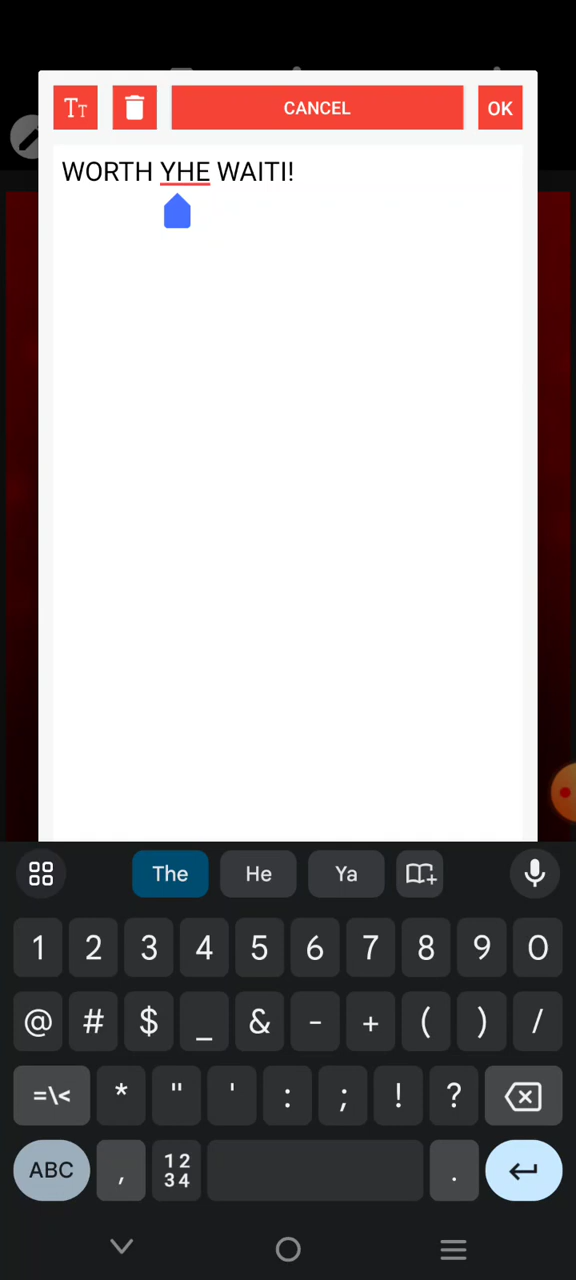 Tт CANCEL OK
WORTH YHE WAITI!
The He Ya
1 2 3 4 5 6 7 8 9 0
@ # $ _ & - + ( ) /
=\< * " ' : ; ! ?
ABC , 12 .
34